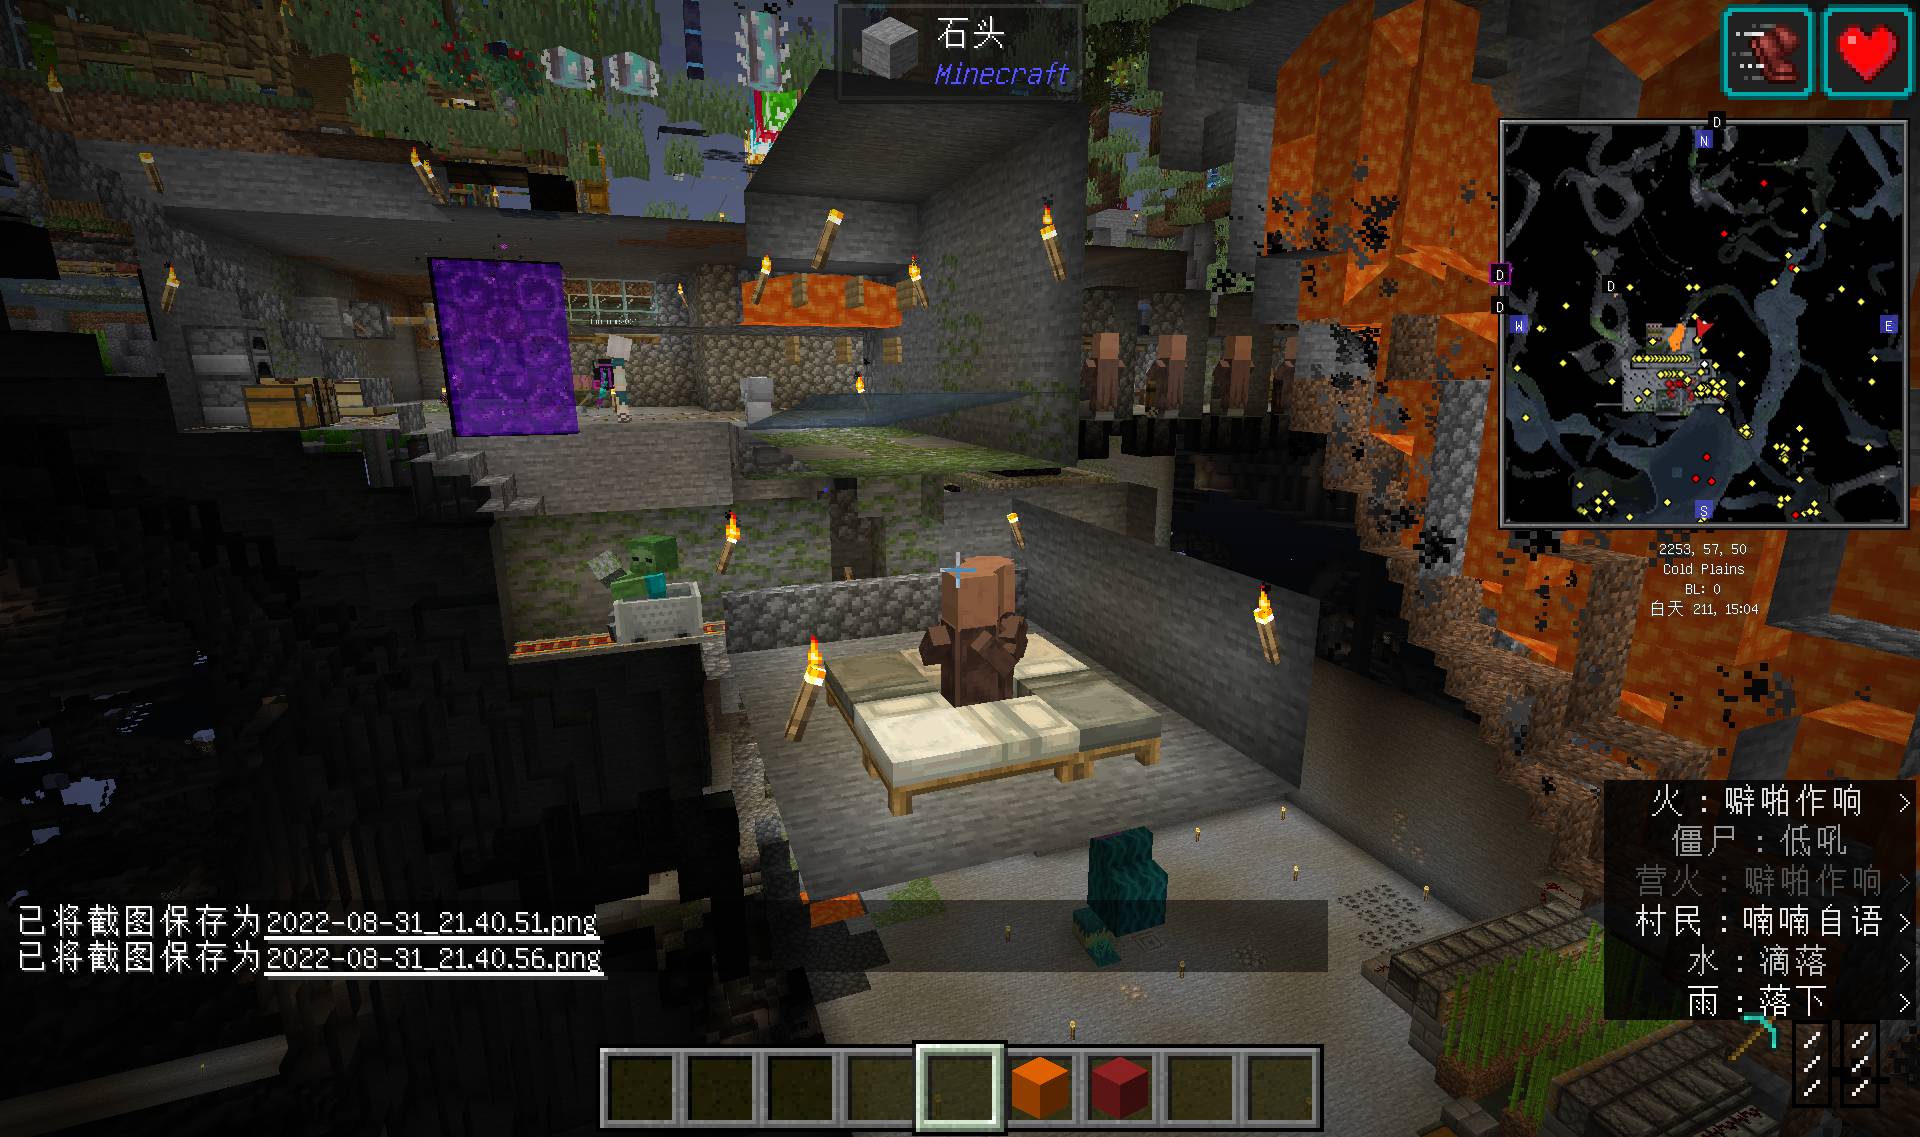 石头
Minecraft
D
N
D
D
D
W
E
S
2253, 57, 50
Cold Plains
BL: 0
白天 211, 15:04
火：噼啪作响 >
僵尸：低吼
营火：噼啪作响 >
村民：喃喃自语 >
水：滴落 >
雨：落下 >
已将截图保存为2022-08-31_21.40.51.png
已将截图保存为2022-08-31_21.40.56.png